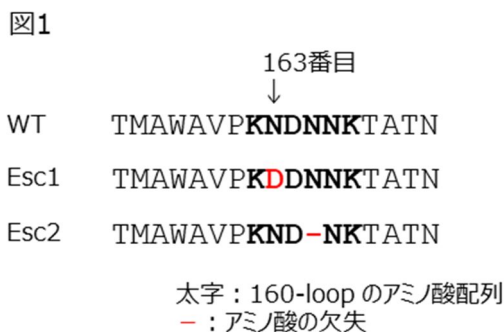 図1
163番目
↓
WT TMAWAVPKNDNNKTATN
Esc1 TMAWAVPKDDNNKTATN
Esc2 TMAWAVPKND-NKTATN
太字：160-loop のアミノ酸配列
-：アミノ酸の欠失